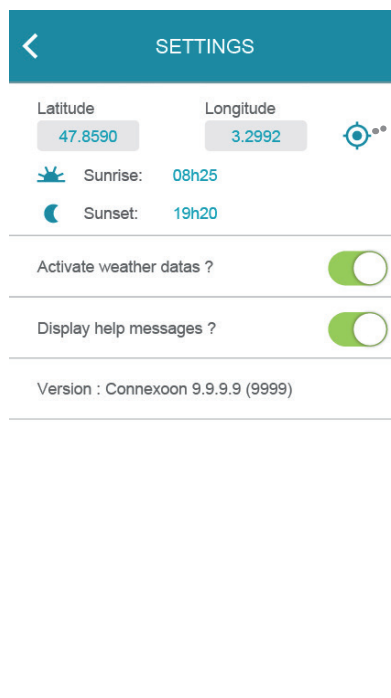 SETTINGS
Latitude Longitude
47.8590 3.2992
Sunrise: 08h25
Sunset: 19h20
Activate weather datas ?
Display help messages ?
Version : Connexoon 9.9.9.9 (9999)